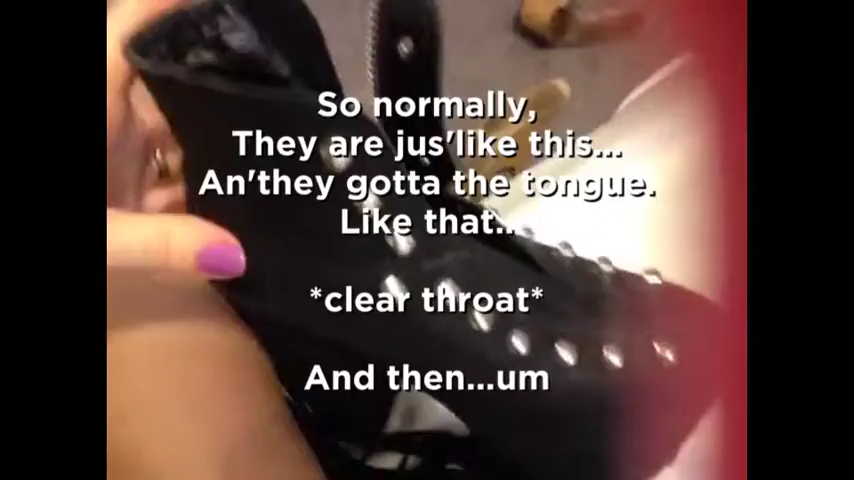 So normally,
They are jus'like this...
An'they gotta the tongue.
Like that...
*clear throat*
And then...um